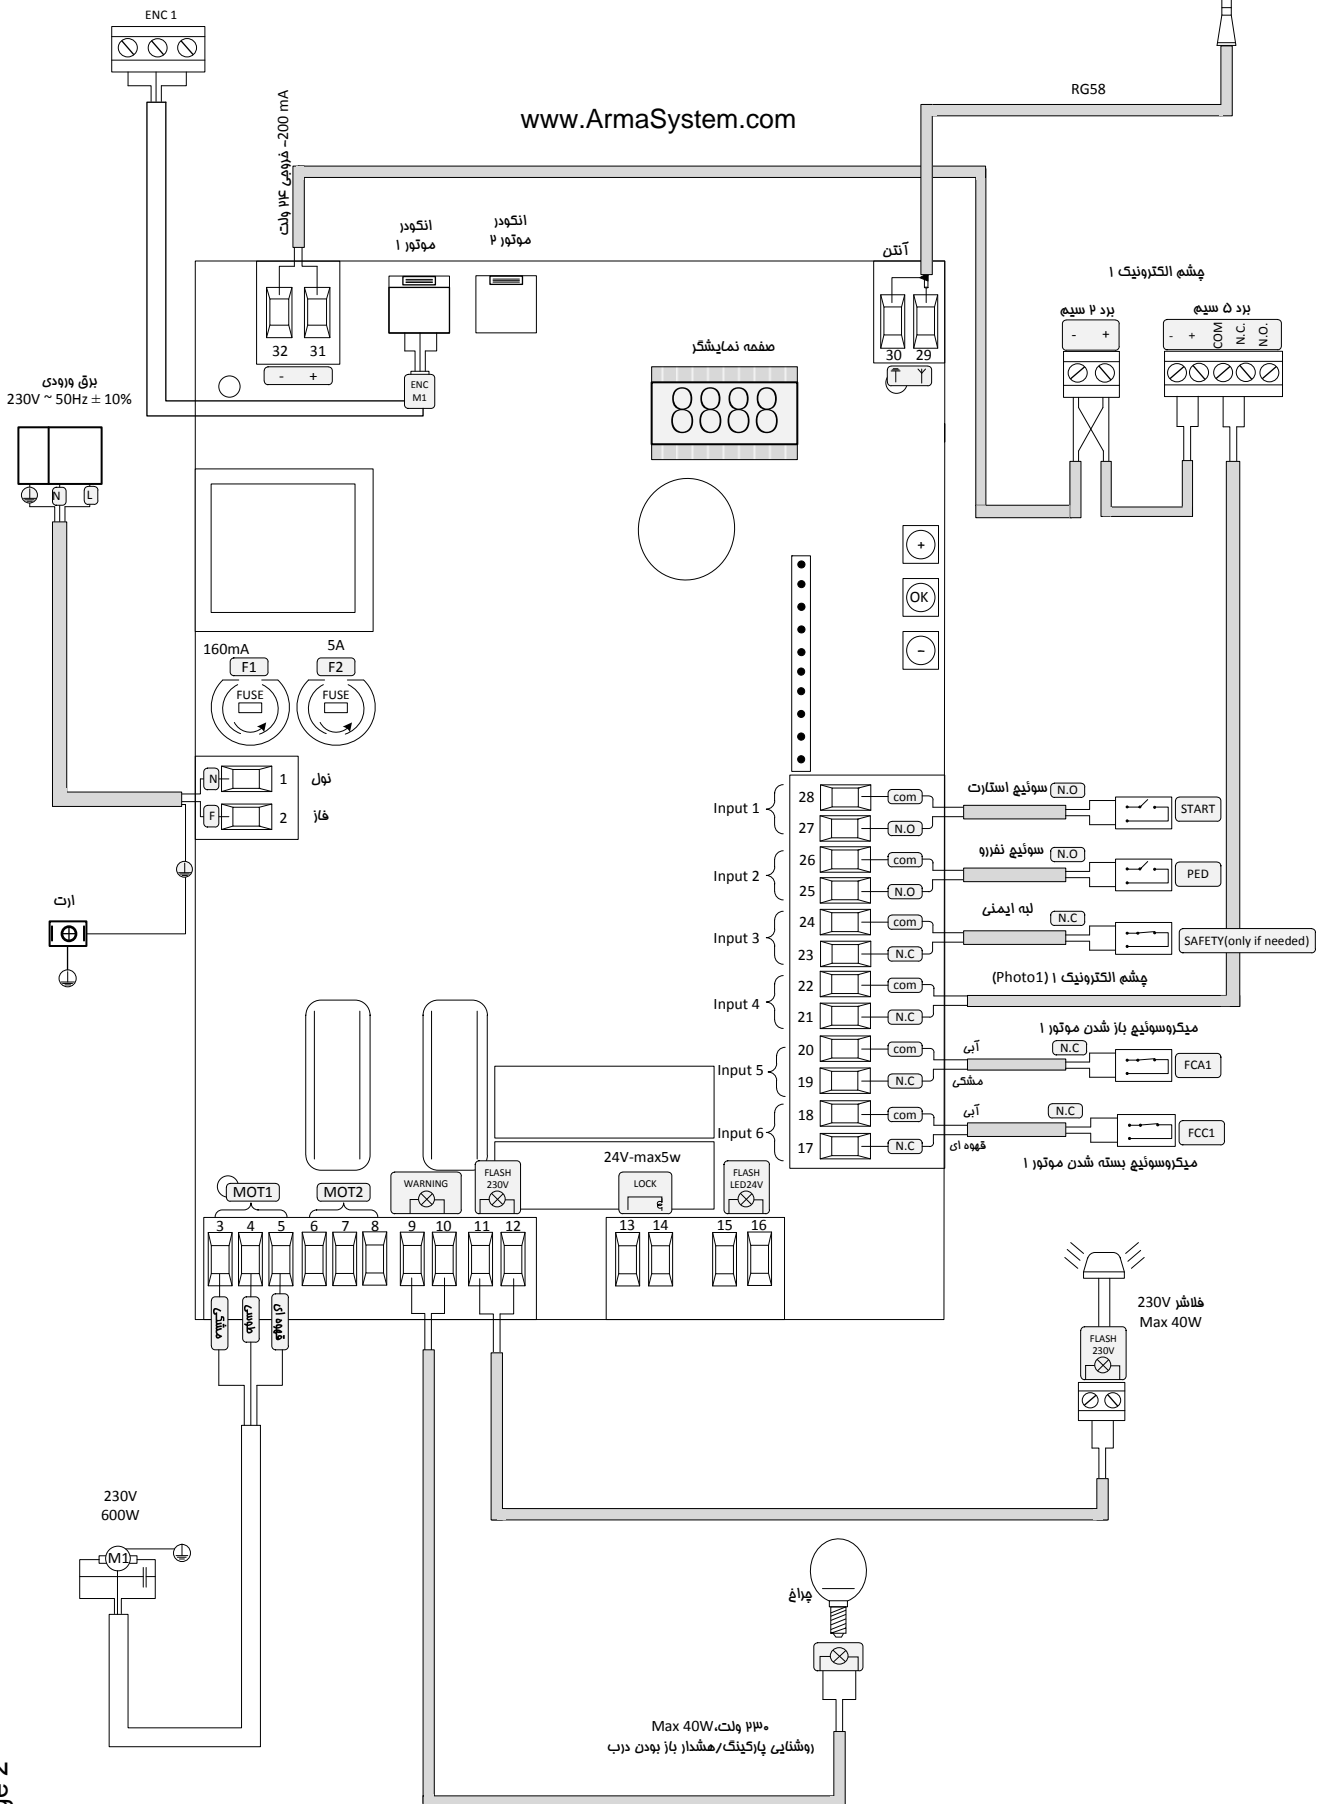 ENC 1
RG58
www.ArmaSystem.com
200 mA- خروجی ۲۴ ولت
انکودر
موتور ۱
انکودر
موتور ۲
آنتن
چشم الکترونیک ۱
برد ۲ سیم
- +
برد ۵ سیم
- + COM N.C. N.O.
32 31
- +
ENC
M1
30 29
صفحه نمایشگر
8888
برق ورودی
230V ~ 50Hz ± 10%
N L
+
OK
-
160mA
F1
FUSE
5A
F2
FUSE
N 1 نول
F 2 فاز
ارت
Input 1
28 com
27 N.O
سوئیچ استارت N.O
START
Input 2
26 com
25 N.O
سوئیچ نفررو N.O
PED
Input 3
24 com
23 N.C
لبه ایمنی N.C
SAFETY(only if needed)
Input 4
22 com
21 N.C
چشم الکترونیک ۱ (Photo1)
میکروسوئیچ باز شدن موتور ۱
Input 5
20 com آبی
19 N.C مشکی
N.C
FCA1
Input 6
18 com آبی
17 N.C قهوه ای
N.C
FCC1
میکروسوئیچ بسته شدن موتور ۱
MOT1
MOT2
WARNING
FLASH
230V
24V-max5w
LOCK
FLASH
LED24V
3 4 5 6 7 8 9 10 11 12 13 14 15 16
مشکی
طوسی
قهوه ای
فلاشر 230V
Max 40W
FLASH
230V
230V
600W
M1
چراغ
۲۳۰ ولت،Max 40W
روشنایی پارکینگ/هشدار باز بودن درب